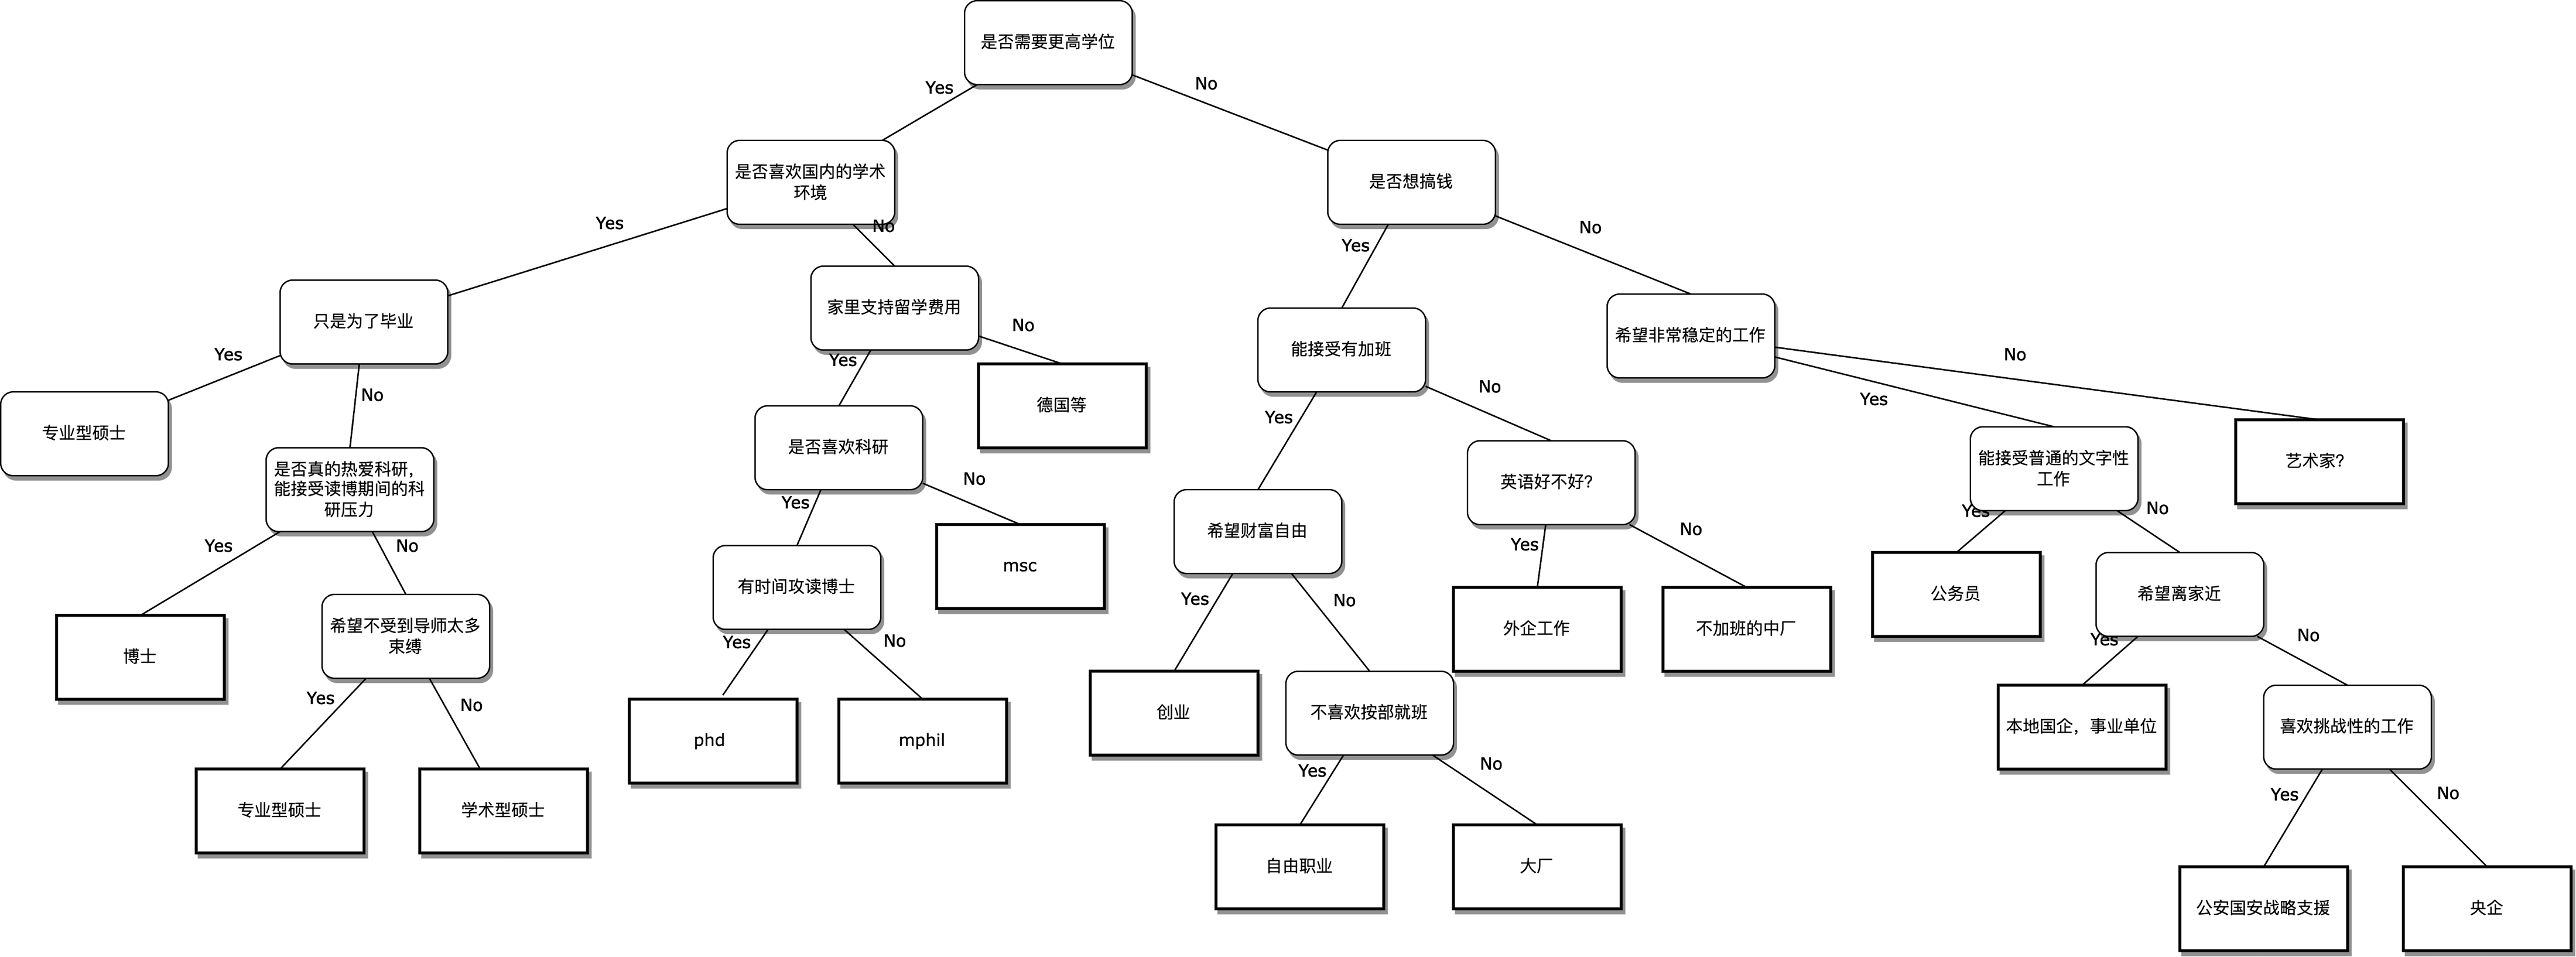 是否需要更高学位
Yes
No
是否喜欢国内的学术
环境
是否想搞钱
Yes
No
Yes
No
只是为了毕业
家里支持留学费用
能接受有加班
希望非常稳定的工作
Yes
No
Yes
No
Yes
No
Yes
No
专业型硕士
是否真的热爱科研，
能接受读博期间的科
研压力
是否喜欢科研
德国等
希望财富自由
英语好不好?
能接受普通的文字性
工作
艺术家?
Yes
No
Yes
No
Yes
No
Yes
No
Yes
No
博士
希望不受到导师太多
束缚
有时间攻读博士
msc
创业
不喜欢按部就班
外企工作
不加班的中厂
公务员
希望离家近
Yes
No
Yes
No
Yes
No
Yes
No
专业型硕士
学术型硕士
phd
mphil
自由职业
大厂
本地国企，事业单位
喜欢挑战性的工作
Yes
No
公安国安战略支援
央企